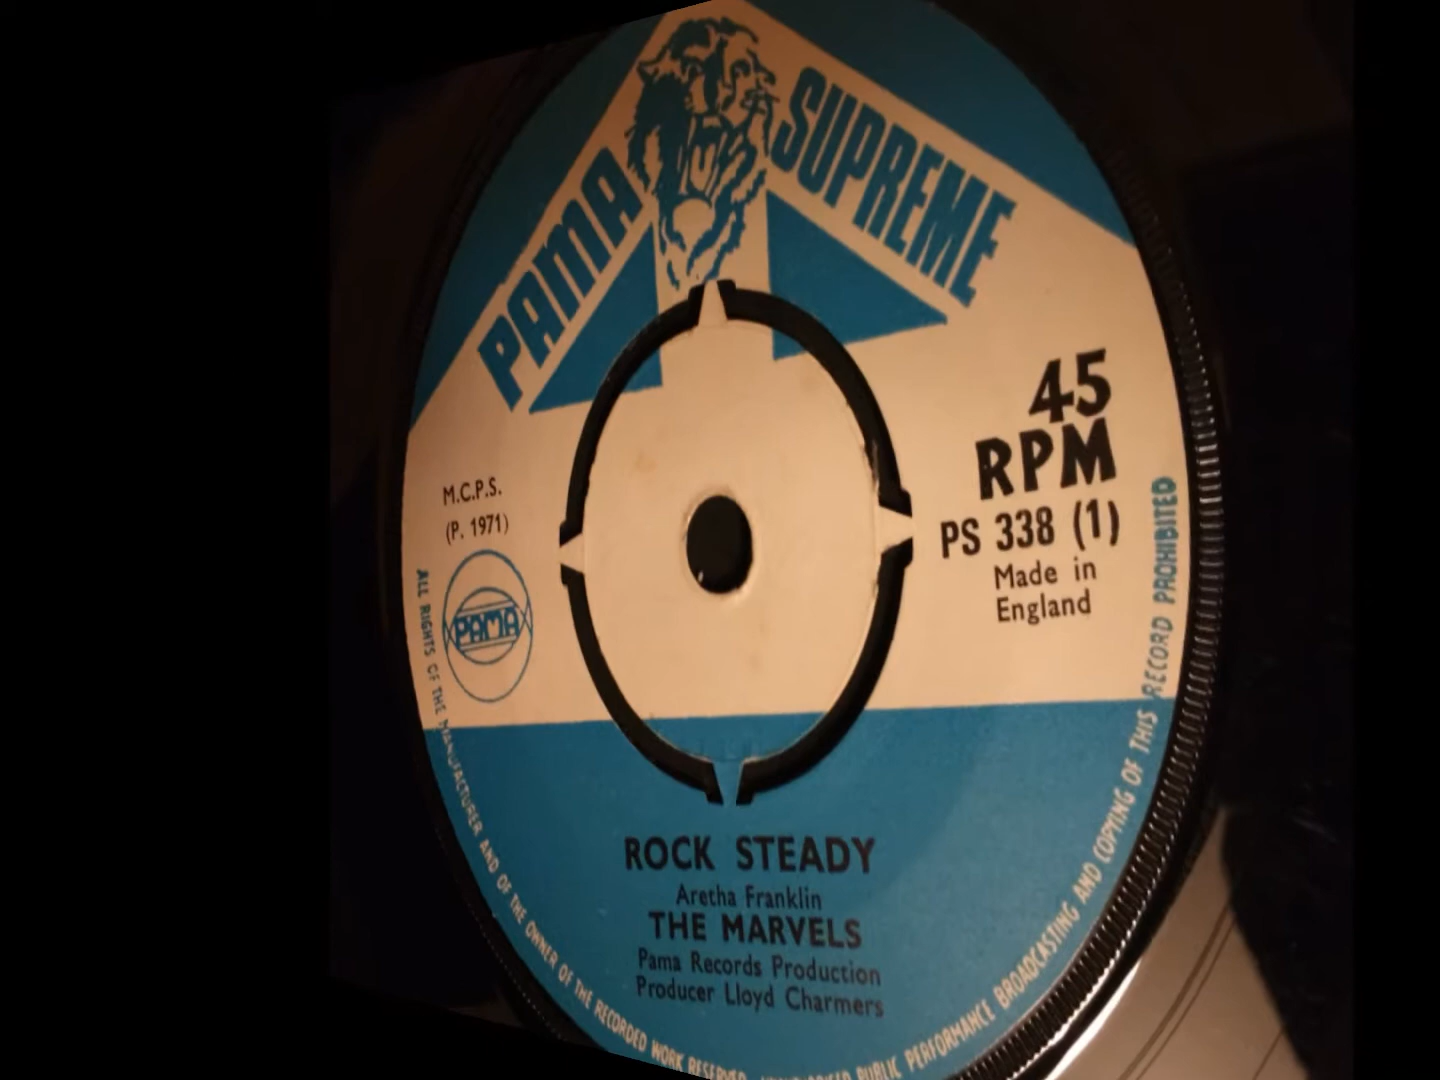 PAMA SUPREME
45
RPM
PS 338 (1)
Made in
England
M.C.P.S.
(P. 1971)
PAMA
ROCK STEADY
Aretha Franklin
THE MARVELS
Pama Records Production
Producer Lloyd Charmers
ALL RIGHTS OF THE MANUFACTURER AND OF THE OWNER OF THE RECORDED WORK RESERVED PUBLIC PERFORMANCE BROADCASTING AND COPYING OF THIS RECORD PROHIBITED